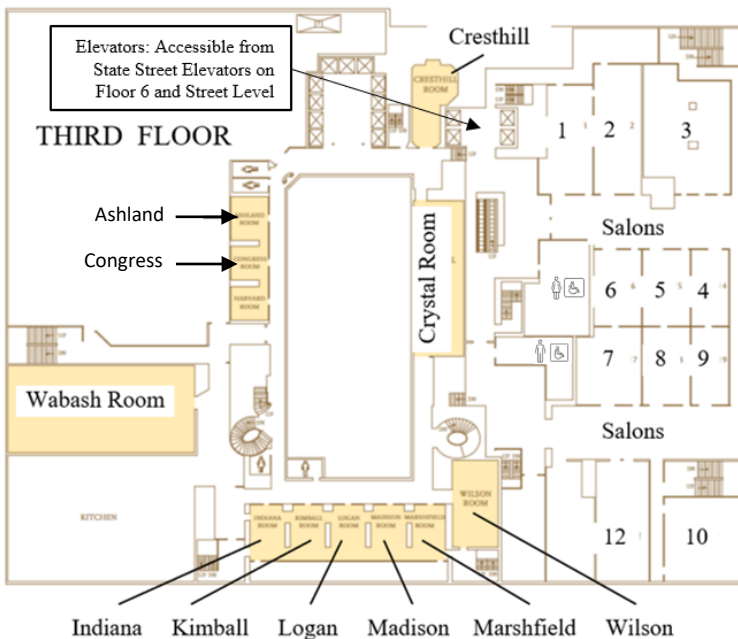 Cresthill
Elevators: Accessible from
State Street Elevators on
Floor 6 and Street Level
CRESTHILL
ROOM
THIRD FLOOR
1
2
3
Ashland
ASHLAND
ROOM
Congress
CONGRESS
ROOM
HARVARD
ROOM
Crystal Room
Salons
6
5
4
7
8
9
Salons
Wabash Room
KITCHEN
WILSON
ROOM
INDIANA
ROOM
KIMBALL
ROOM
LOGAN
ROOM
MADISON
ROOM
MARSHFIELD
ROOM
12
10
Indiana Kimball Logan Madison Marshfield Wilson